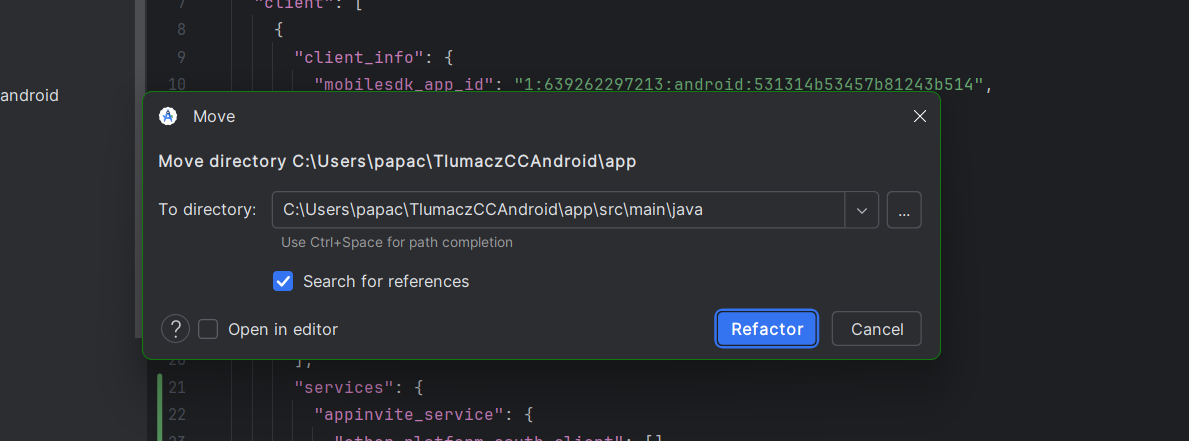 7 "client": [
8 {
9 "client_info": {
android
10 "mobilesdk_app_id": "1:639262297213:android:531314b53457b81243b514",
Move
Move directory C:\Users\papac\TlumaczCCAndroid\app
To directory: C:\Users\papac\TlumaczCCAndroid\app\src\main\java ...
Use Ctrl+Space for path completion
Search for references
? Open in editor Refactor Cancel
20 ],
21 "services": {
22 "appinvite_service": {
23 "other_platform_oauth_client": []